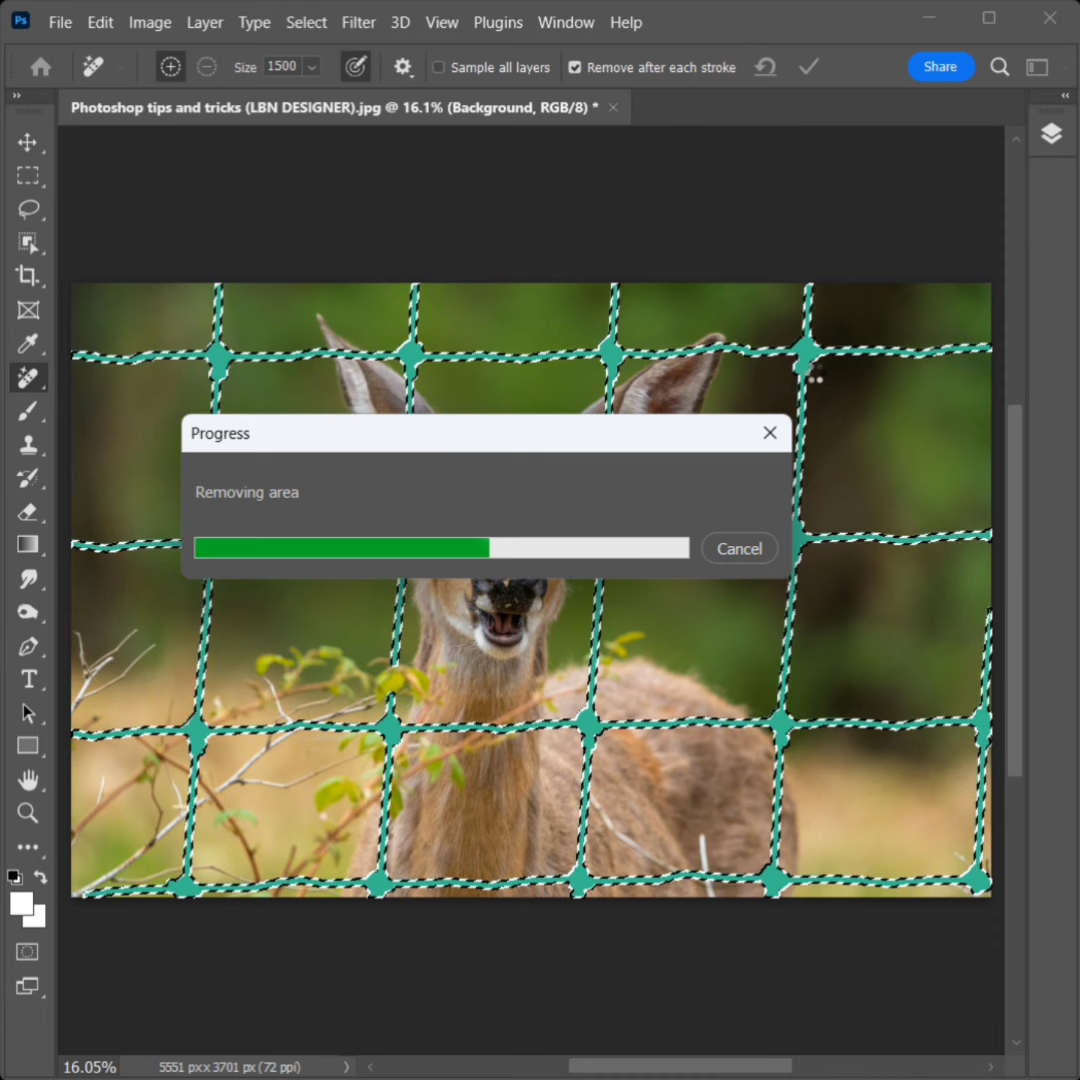 Ps File Edit Image Layer Type Select Filter 3D View Plugins Window Help
Size 1500 Sample all layers Remove after each stroke Share
Photoshop tips and tricks (LBN DESIGNER).jpg @ 16.1% (Background, RGB/8) *
Progress
Removing area
Cancel
T
16.05% 5551 px x 3701 px (72 ppi)